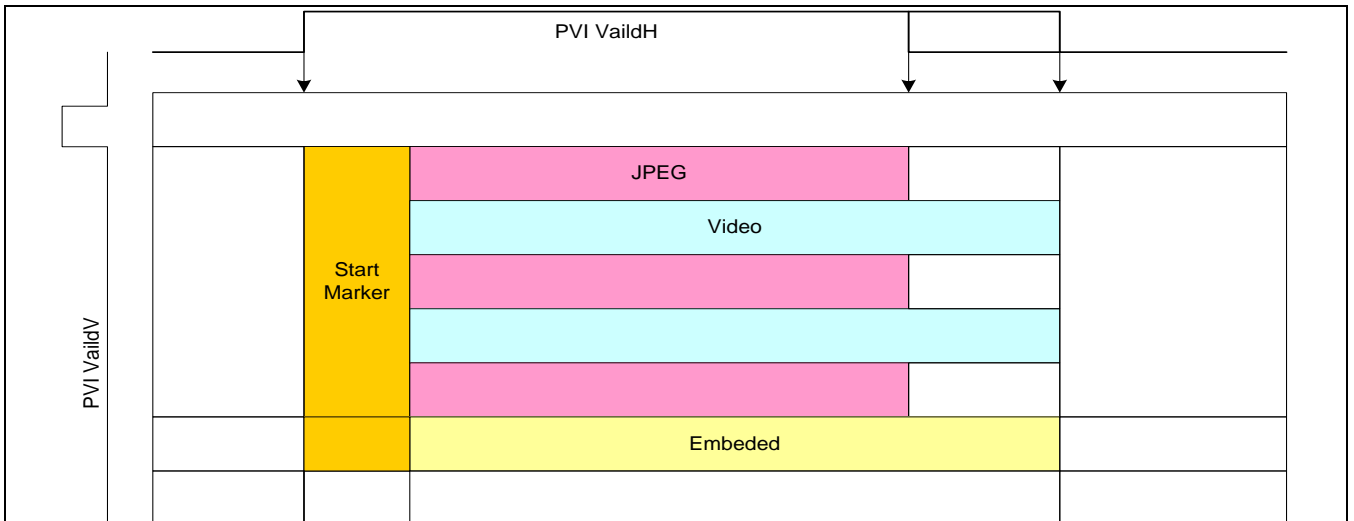 PVI VaildH
JPEG
Video
Start
Marker
PVI VaildV
Embeded